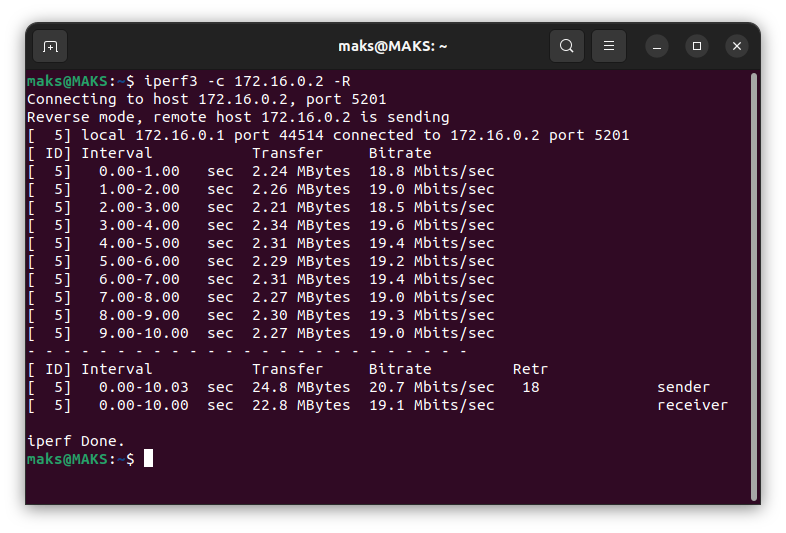 maks@MAKS: ~
maks@MAKS:~$ iperf3 -c 172.16.0.2 -R
Connecting to host 172.16.0.2, port 5201
Reverse mode, remote host 172.16.0.2 is sending
[  5] local 172.16.0.1 port 44514 connected to 172.16.0.2 port 5201
[ ID] Interval           Transfer     Bitrate
[  5]   0.00-1.00   sec  2.24 MBytes  18.8 Mbits/sec
[  5]   1.00-2.00   sec  2.26 MBytes  19.0 Mbits/sec
[  5]   2.00-3.00   sec  2.21 MBytes  18.5 Mbits/sec
[  5]   3.00-4.00   sec  2.34 MBytes  19.6 Mbits/sec
[  5]   4.00-5.00   sec  2.31 MBytes  19.4 Mbits/sec
[  5]   5.00-6.00   sec  2.29 MBytes  19.2 Mbits/sec
[  5]   6.00-7.00   sec  2.31 MBytes  19.4 Mbits/sec
[  5]   7.00-8.00   sec  2.27 MBytes  19.0 Mbits/sec
[  5]   8.00-9.00   sec  2.30 MBytes  19.3 Mbits/sec
[  5]   9.00-10.00  sec  2.27 MBytes  19.0 Mbits/sec
- - - - - - - - - - - - - - - - - - - - - - - - -
[ ID] Interval           Transfer     Bitrate         Retr
[  5]   0.00-10.03  sec  24.8 MBytes  20.7 Mbits/sec   18             sender
[  5]   0.00-10.00  sec  22.8 MBytes  19.1 Mbits/sec                  receiver
iperf Done.
maks@MAKS:~$